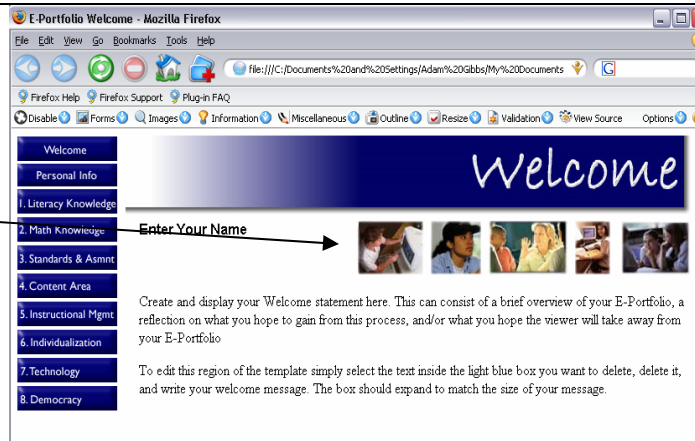 E-Portfolio Welcome - Mozilla Firefox
File Edit View Go Bookmarks Tools Help
file:///C:/Documents%20and%20Settings/Adam%20Gibbs/My%20Documents
Firefox Help Firefox Support Plug-in FAQ
Disable Forms Images Information Miscellaneous Outline Resize Validation View Source Options
Welcome
Personal Info
1. Literacy Knowledge
2. Math Knowledge
3. Standards & Asmnt
4. Content Area
5. Instructional Mgmt
6. Individualization
7. Technology
8. Democracy
Welcome
Enter Your Name
Create and display your Welcome statement here. This can consist of a brief overview of your E-Portfolio, a
reflection on what you hope to gain from this process, and/or what you hope the viewer will take away from
your E-Portfolio
To edit this region of the template simply select the text inside the light blue box you want to delete, delete it,
and write your welcome message. The box should expand to match the size of your message.